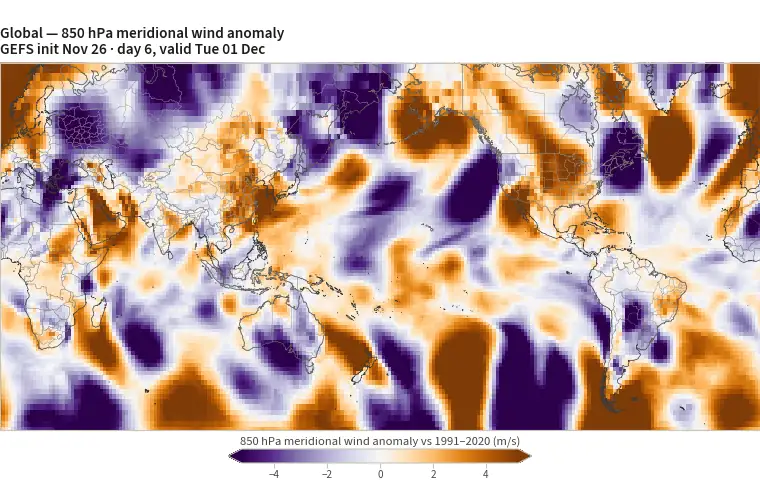 Global — 850 hPa meridional wind anomaly
GEFS init Nov 26 · day 6, valid Tue 01 Dec
850 hPa meridional wind anomaly vs 1991–2020 (m/s)
−4 −2 0 2 4